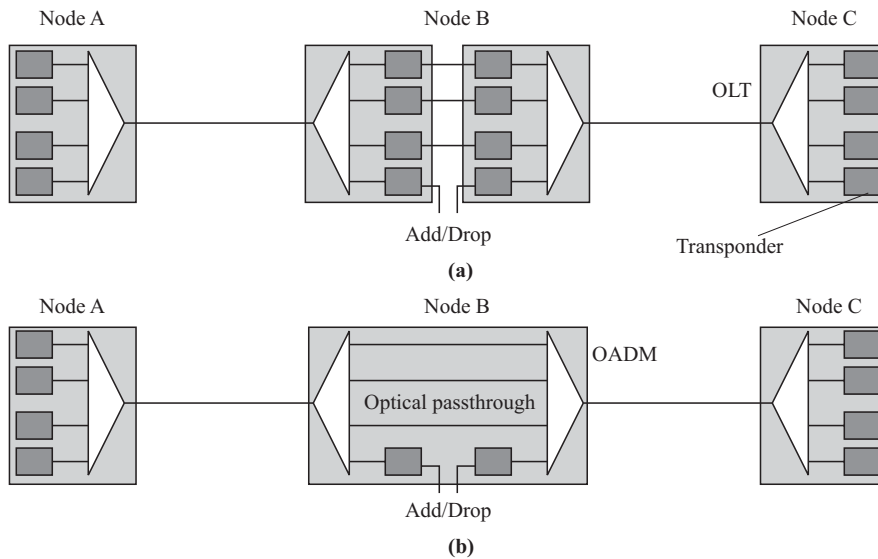 Node A
Node B
Node C
OLT
Add/Drop
Transponder
(a)
Node A
Node B
Node C
OADM
Optical passthrough
Add/Drop
(b)